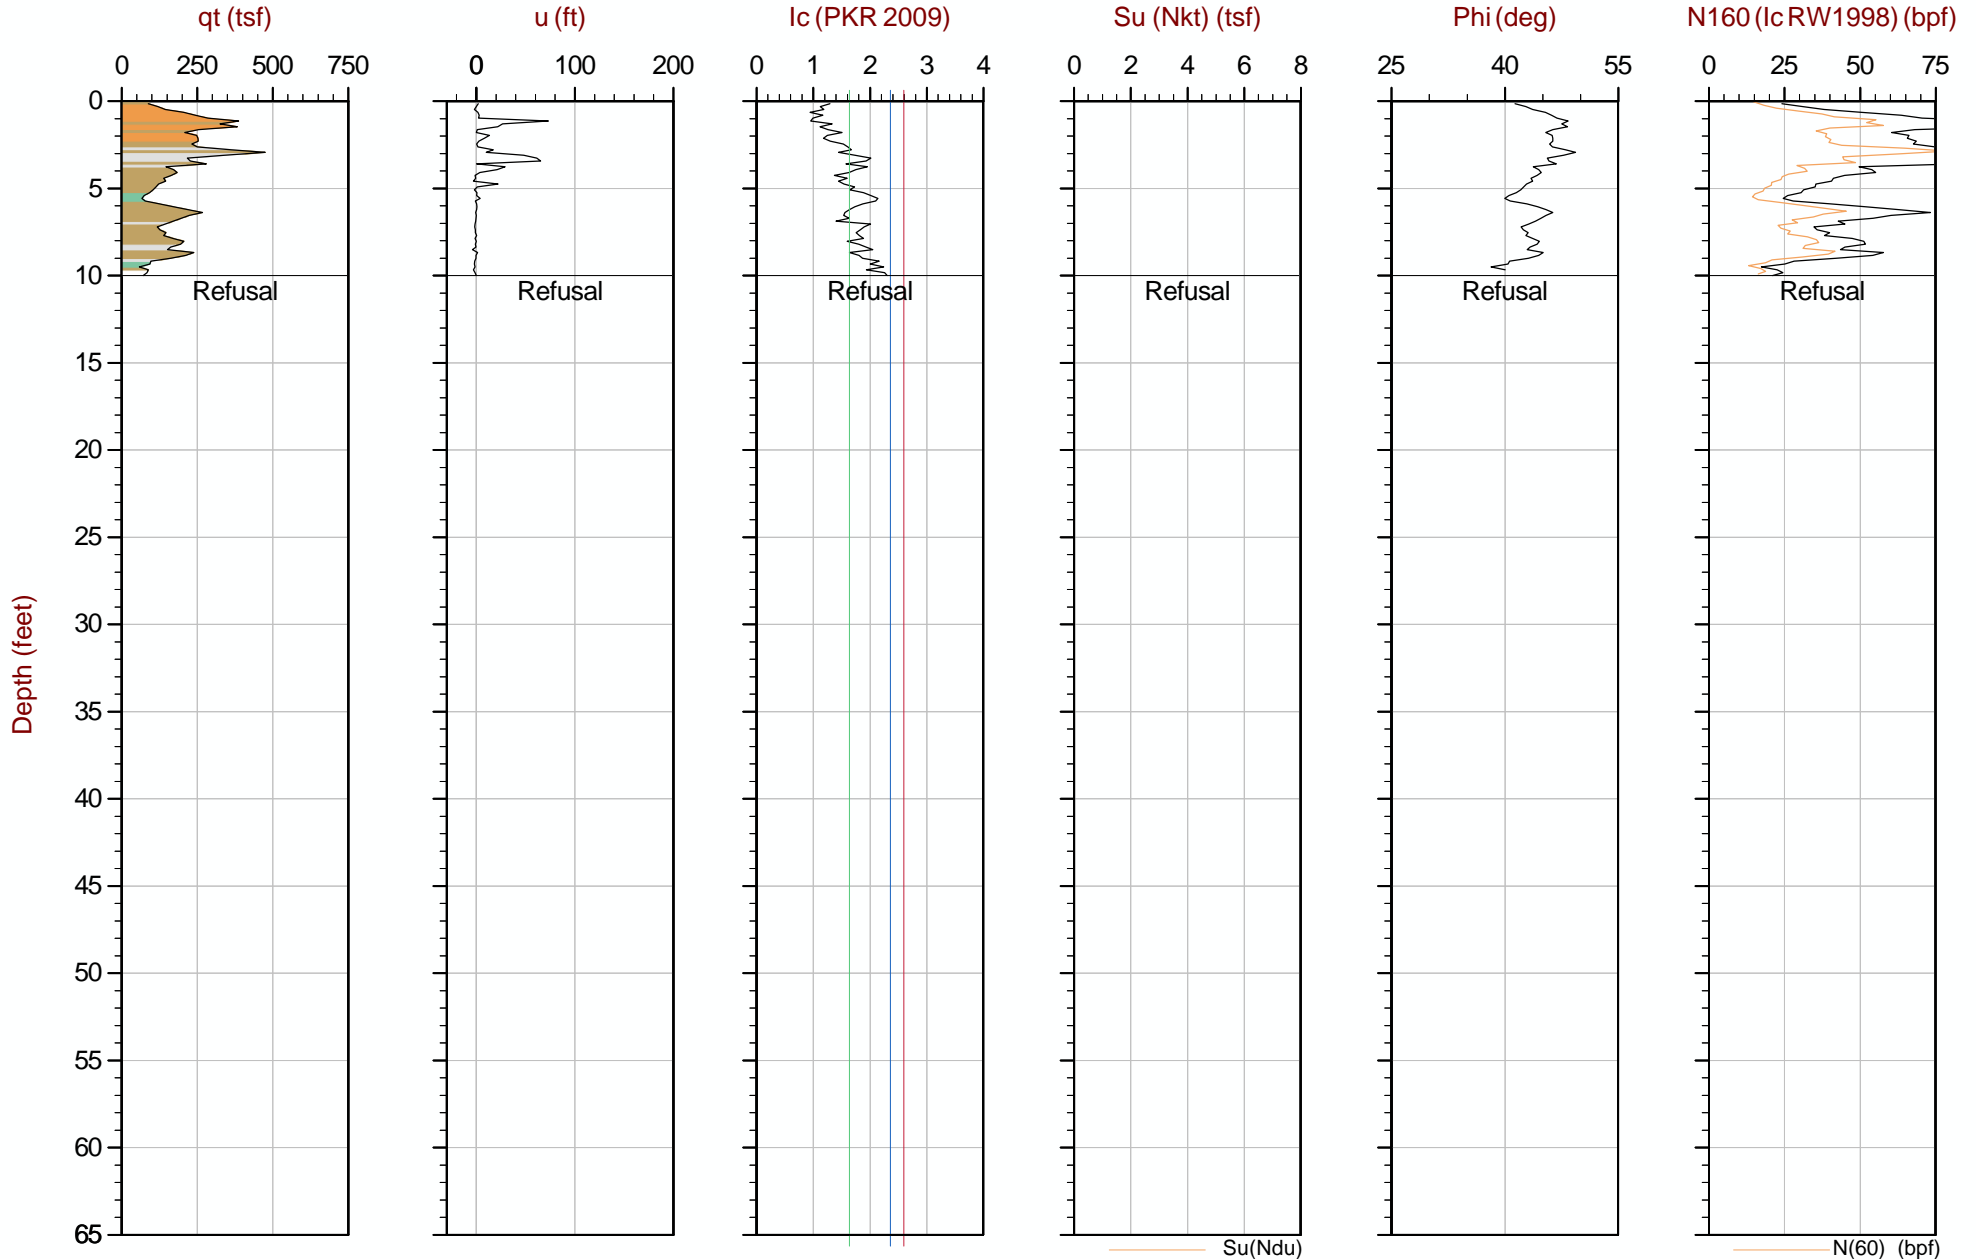 qt (tsf) u (ft) Ic (PKR 2009) Su (Nkt) (tsf) Phi (deg) N160 (Ic RW1998) (bpf)
0 250 500 750 0 100 200 0 1 2 3 4 0 2 4 6 8 25 40 55 0 25 50 75
0
5
10
Refusal Refusal Refusal Refusal Refusal Refusal
15
20
25
30
Depth (feet)
35
40
45
50
55
60
65
Su(Ndu) N(60) (bpf)